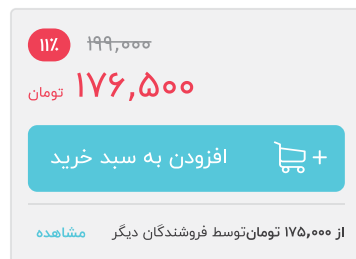 ۱۹۹,۰۰۰ ۱۱٪
۱۷۶,۵۰۰ تومان
+ افزودن به سبد خرید
از ۱۷۵,۰۰۰ تومان توسط فروشندگان دیگر مشاهده